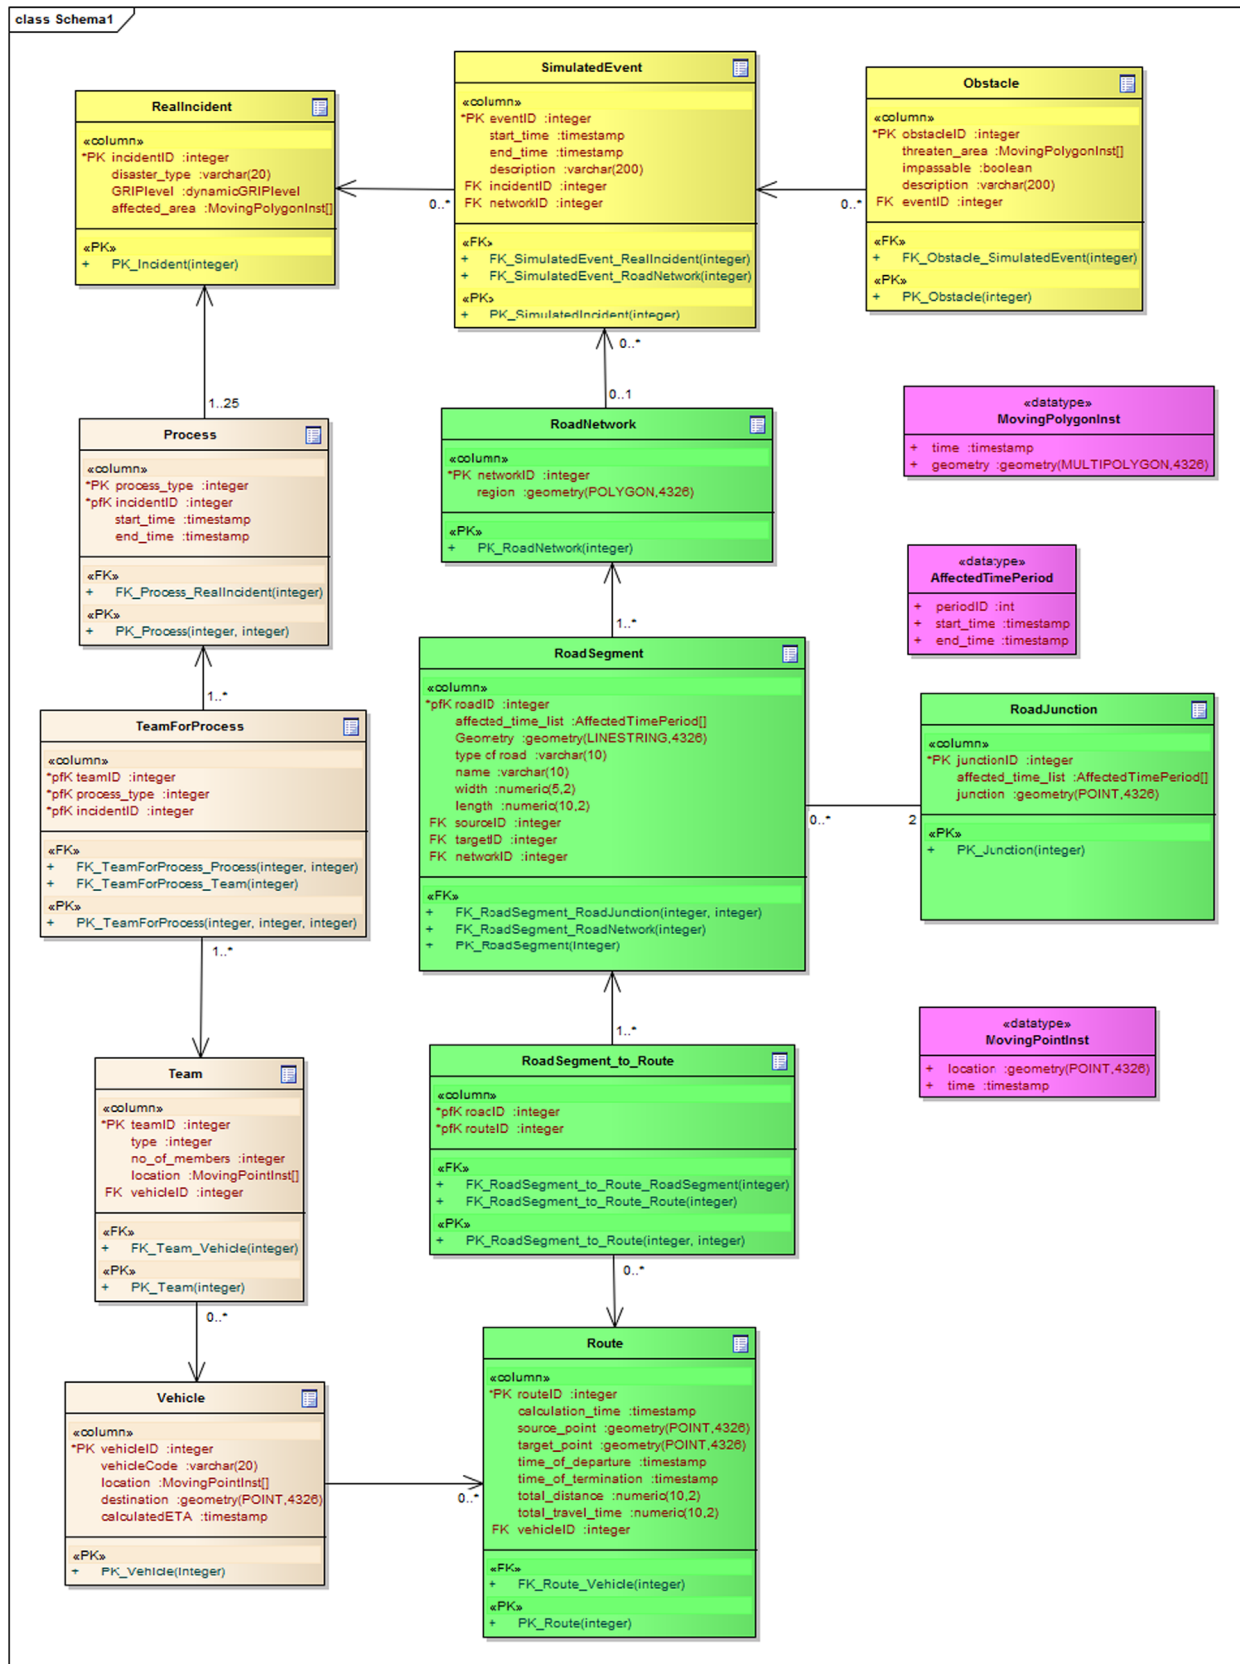 class Schema1
RealIncident
«column»
*PK incidentID :integer
disaster_type :varchar(20)
GRIPlevel :dynamicGRIPlevel
affected_area :MovingPolygonInst[]
«PK»
+ PK_Incident(integer)
SimulatedEvent
«column»
*PK eventID :integer
start_time :timestamp
end_time :timestamp
description :varchar(200)
FK incidentID :integer
FK networkID :integer
«FK»
+ FK_SimulatedEvent_RealIncident(integer)
+ FK_SimulatedEvent_RoadNetwork(integer)
«PK»
+ PK_SimulatedIncident(integer)
Obstacle
«column»
*PK obstacleID :integer
threaten_area :MovingPolygonInst[]
impassable :boolean
description :varchar(200)
FK eventID :integer
«FK»
+ FK_Obstacle_SimulatedEvent(integer)
«PK»
+ PK_Obstacle(integer)
0..*
0..*
0..*
0..1
1..25
Process
«column»
*PK process_type :integer
*pfK incidentID :integer
start_time :timestamp
end_time :timestamp
«FK»
+ FK_Process_RealIncident(integer)
«PK»
+ PK_Process(integer, integer)
RoadNetwork
«column»
*PK networkID :integer
region :geometry(POLYGON,4326)
«PK»
+ PK_RoadNetwork(integer)
«datatype»
MovingPolygonInst
+ time :timestamp
+ geometry :geometry(MULTIPOLYGON,4326)
«datatype»
AffectedTimePeriod
+ periodID :int
+ start_time :timestamp
+ end_time :timestamp
1..*
1..*
TeamForProcess
«column»
*pfK teamID :integer
*pfK process_type :integer
*pfK incidentID :integer
«FK»
+ FK_TeamForProcess_Process(integer, integer)
+ FK_TeamForProcess_Team(integer)
«PK»
+ PK_TeamForProcess(integer, integer, integer)
RoadSegment
«column»
*pfK roadID :integer
affected_time_list :AffectedTimePeriod[]
Geometry :geometry(LINESTRING,4326)
type of road :varchar(10)
name :varchar(10)
width :numeric(5,2)
length :numeric(10,2)
FK sourceID :integer
FK targetID :integer
FK networkID :integer
«FK»
+ FK_RoadSegment_RoadJunction(integer, integer)
+ FK_RoadSegment_RoadNetwork(integer)
+ PK_RoadSegment(integer)
0..* 2
RoadJunction
«column»
*PK junctionID :integer
affected_time_list :AffectedTimePeriod[]
junction :geometry(POINT,4326)
«PK»
+ PK_Junction(integer)
1..*
1..*
«datatype»
MovingPointInst
+ location :geometry(POINT,4326)
+ time :timestamp
Team
«column»
*PK teamID :integer
type :integer
no_of_members :integer
location :MovingPointInst[]
FK vehicleID :integer
«FK»
+ FK_Team_Vehicle(integer)
«PK»
+ PK_Team(integer)
RoadSegment_to_Route
«column»
*pfK roadID :integer
*pfK routeID :integer
«FK»
+ FK_RoadSegment_to_Route_RoadSegment(integer)
+ FK_RoadSegment_to_Route_Route(integer)
«PK»
+ PK_RoadSegment_to_Route(integer, integer)
0..*
0..*
Vehicle
«column»
*PK vehicleID :integer
vehicleCode :varchar(20)
location :MovingPointInst[]
destination :geometry(POINT,4326)
calculatedETA :timestamp
«PK»
+ PK_Vehicle(integer)
0..*
Route
«column»
*PK routeID :integer
calculation_time :timestamp
source_point :geometry(POINT,4326)
target_point :geometry(POINT,4326)
time_of_departure :timestamp
time_of_termination :timestamp
total_distance :numeric(10,2)
total_travel_time :numeric(10,2)
FK vehicleID :integer
«FK»
+ FK_Route_Vehicle(integer)
«PK»
+ PK_Route(integer)